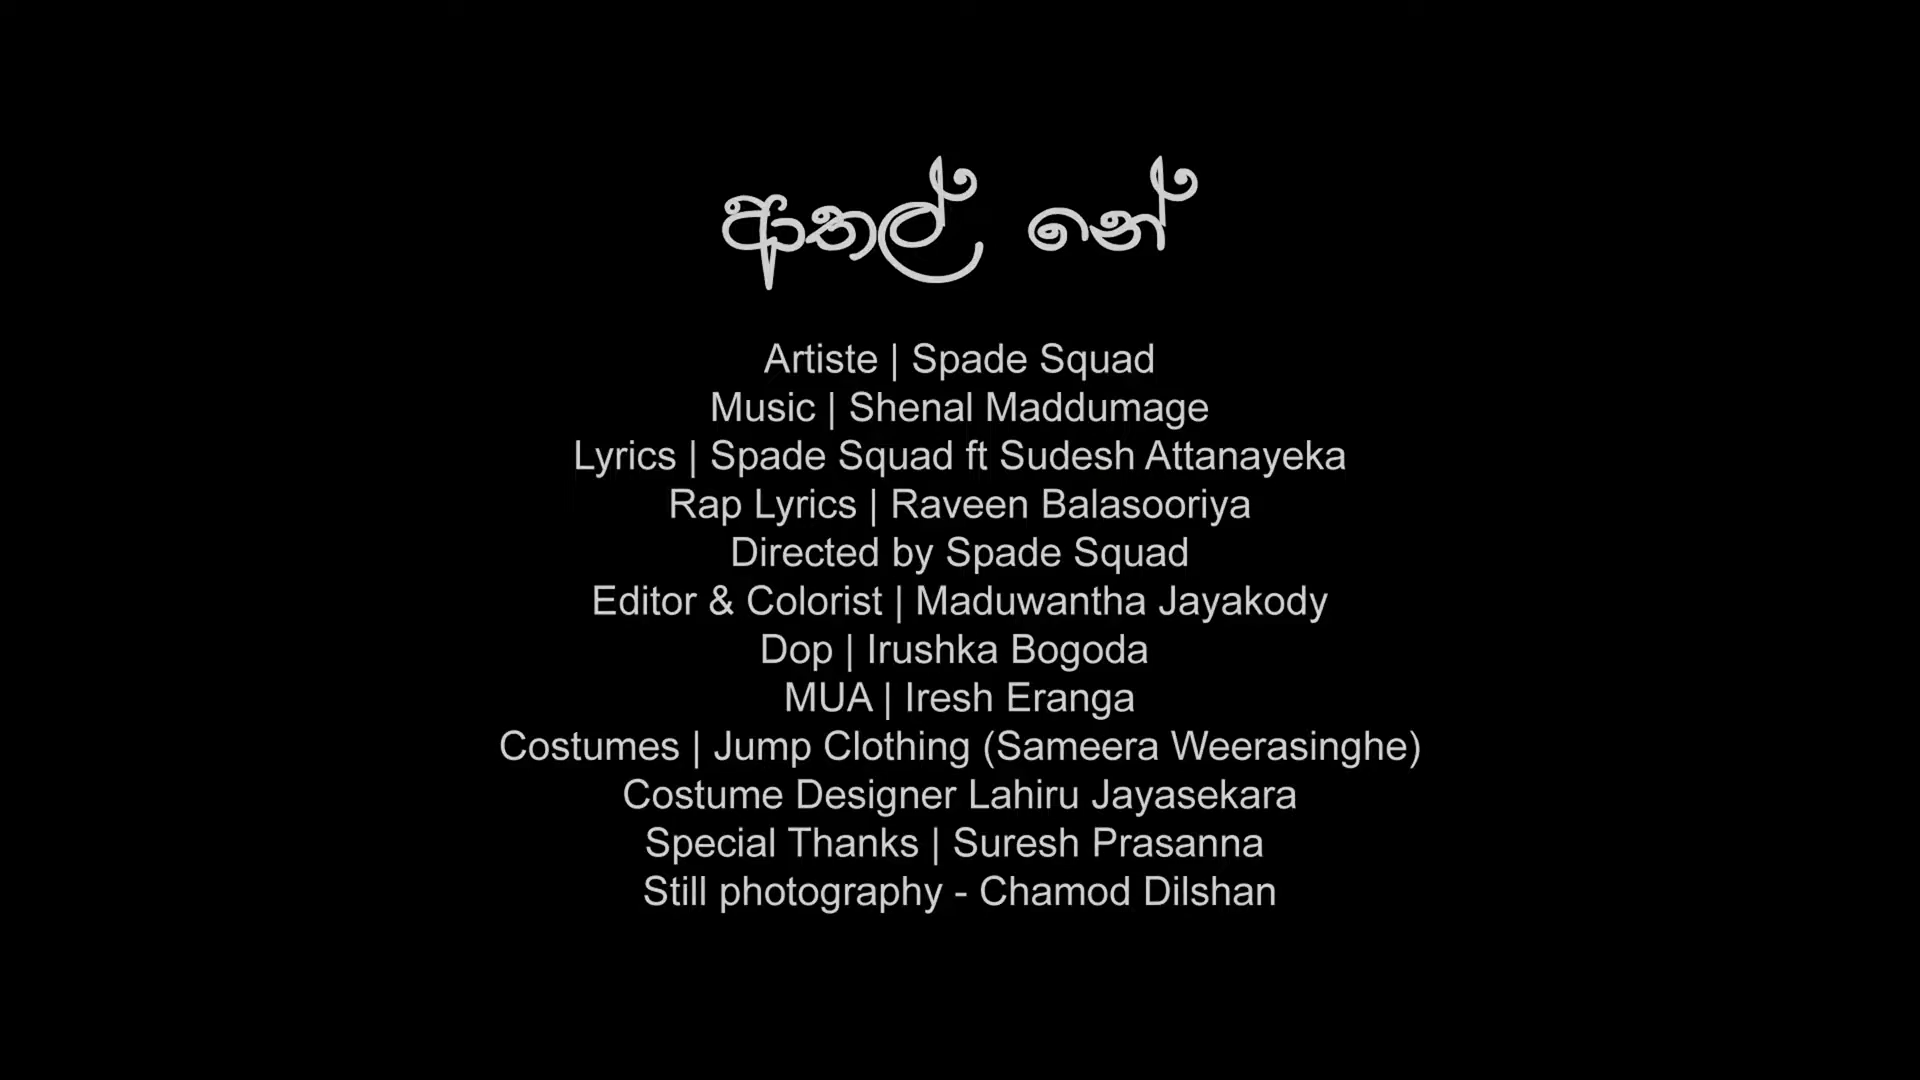 ආතල් නේ
Artiste | Spade Squad
Music | Shenal Maddumage
Lyrics | Spade Squad ft Sudesh Attanayeka
Rap Lyrics | Raveen Balasooriya
Directed by Spade Squad
Editor & Colorist | Maduwantha Jayakody
Dop | Irushka Bogoda
MUA | Iresh Eranga
Costumes | Jump Clothing (Sameera Weerasinghe)
Costume Designer Lahiru Jayasekara
Special Thanks | Suresh Prasanna
Still photography - Chamod Dilshan